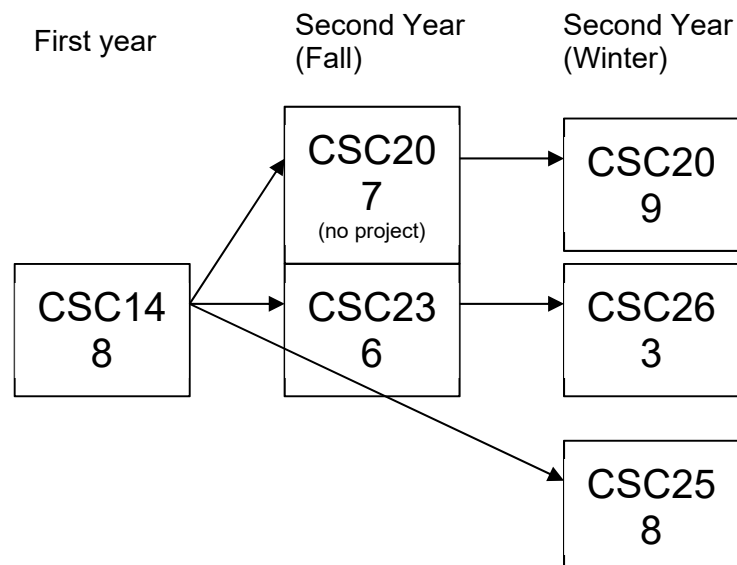 First year
Second Year
(Fall)
Second Year
(Winter)
CSC20
7
(no project)
CSC20
9
CSC14
8
CSC23
6
CSC26
3
CSC25
8